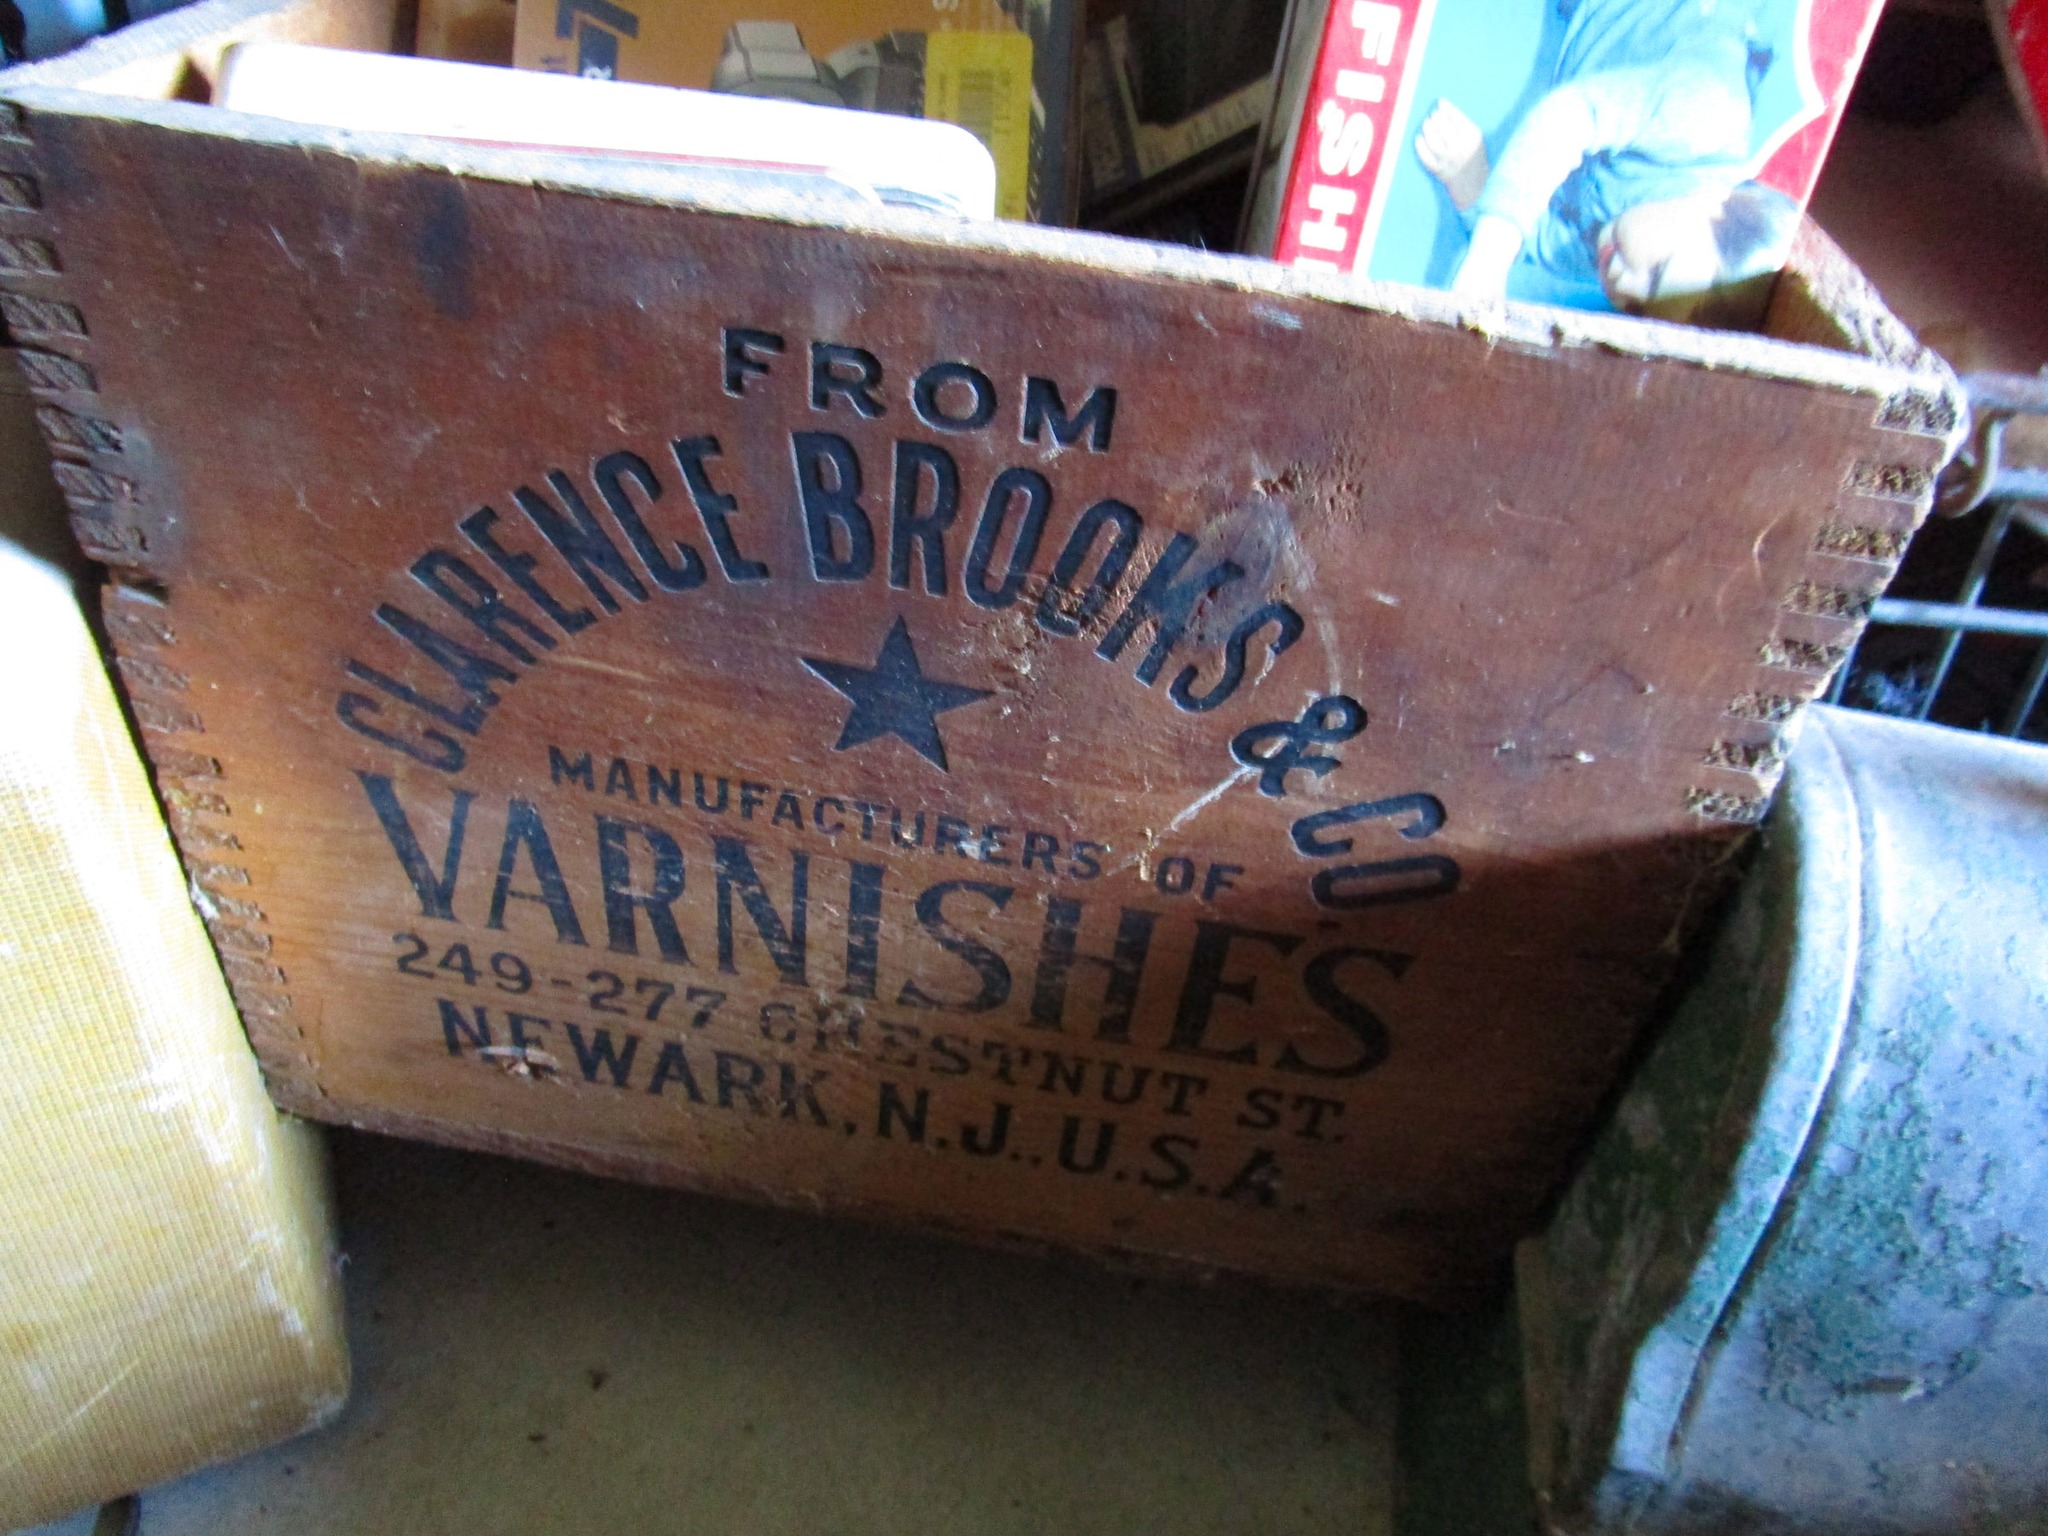 FISH
FROM
CLARENCE BROOKS & CO
MANUFACTURERS OF
VARNISHES
249-277 CHESTNUT ST.
NEWARK, N.J., U.S.A.